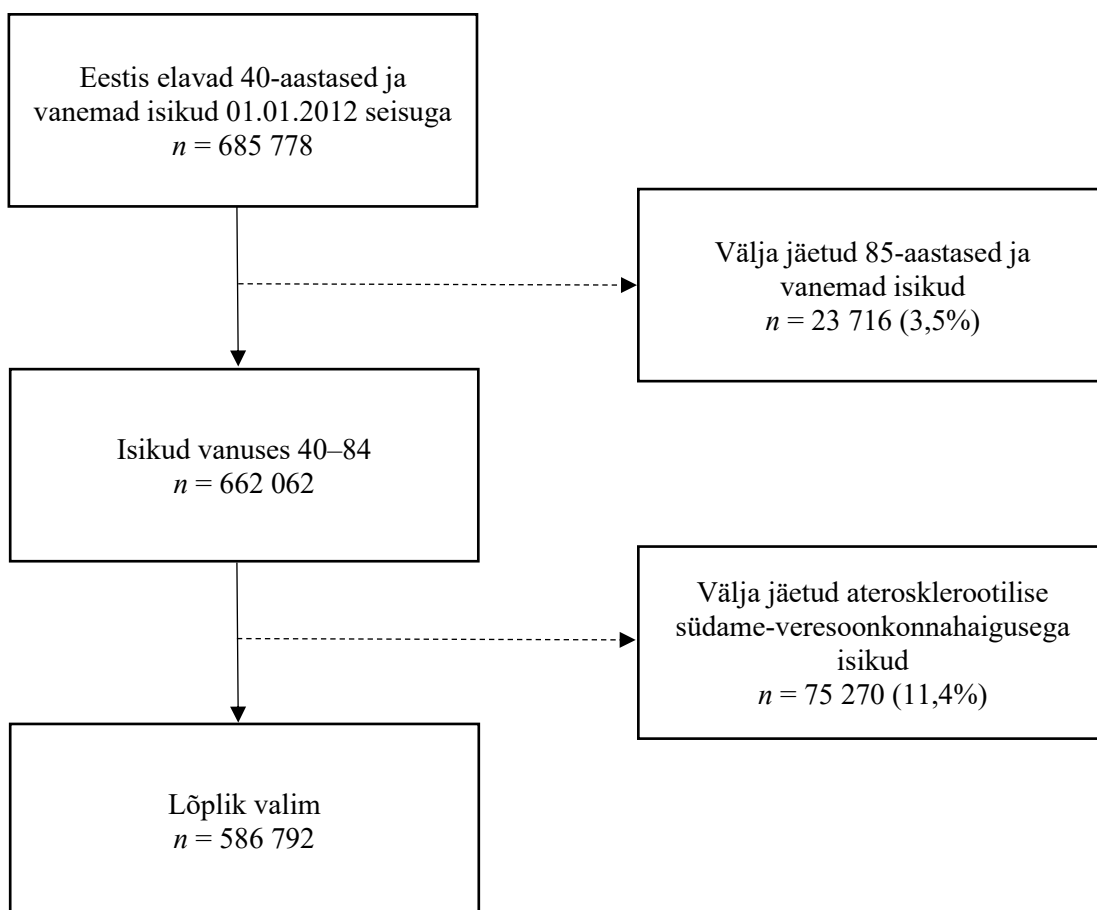 Eestis elavad 40-aastased ja
vanemad isikud 01.01.2012 seisuga
n = 685 778
Välja jäetud 85-aastased ja
vanemad isikud
n = 23 716 (3,5%)
Isikud vanuses 40–84
n = 662 062
Välja jäetud aterosklerootilise
südame-veresoonkonnahaigusega
isikud
n = 75 270 (11,4%)
Lõplik valim
n = 586 792